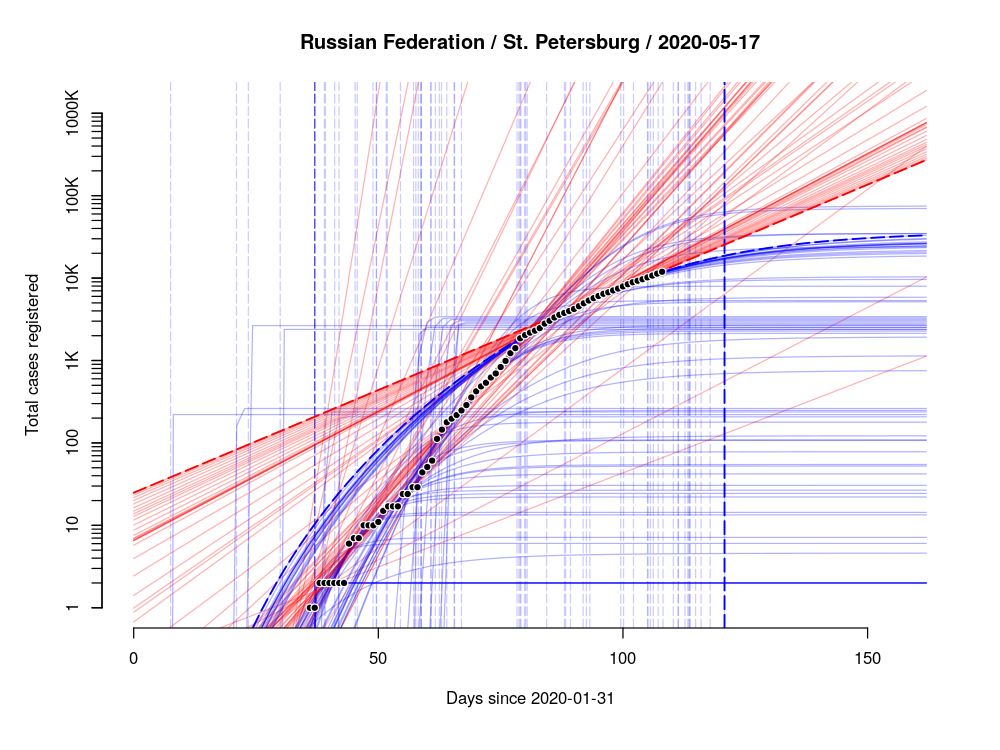 Russian Federation / St. Petersburg / 2020-05-17
Total cases registered
1000K
100K
10K
1K
100
10
1
0 50 100 150
Days since 2020-01-31